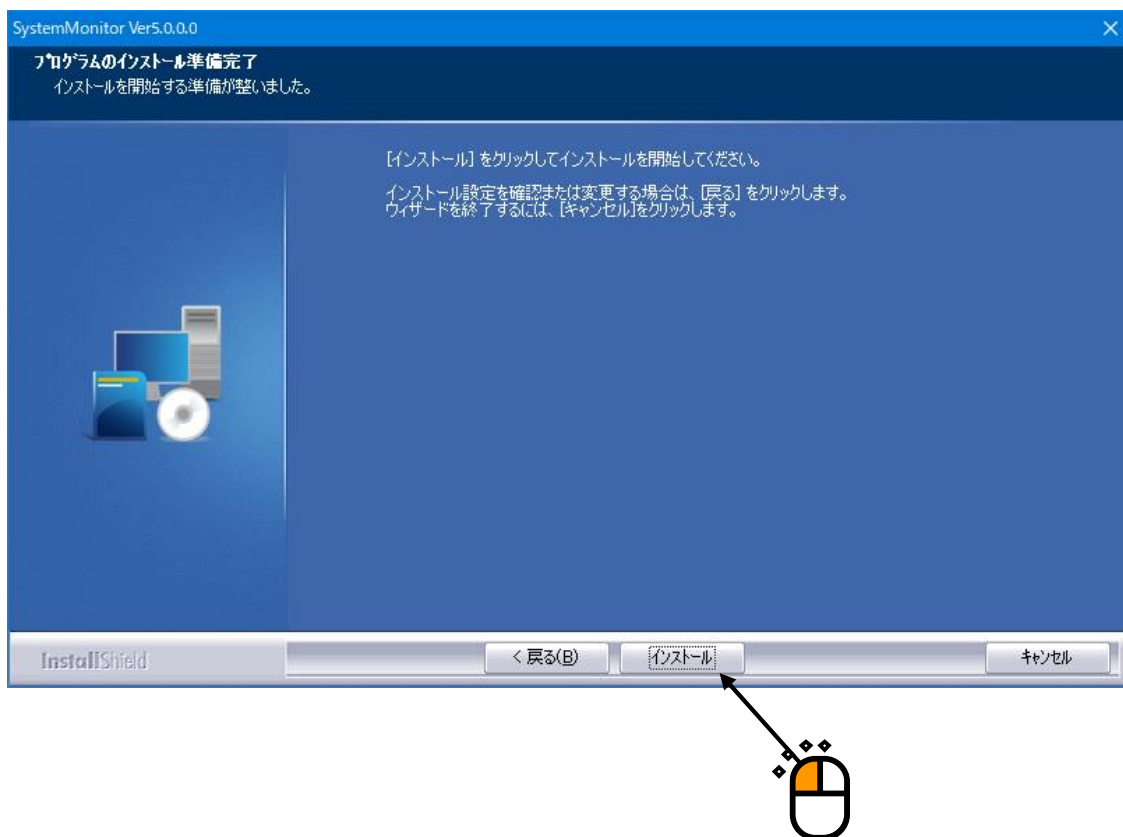 SystemMonitor Ver5.0.0.0
プログラムのインストール準備完了
インストールを開始する準備が整いました。
[インストール] をクリックしてインストールを開始してください。
インストール設定を確認または変更する場合は、[戻る] をクリックします。
ウィザードを終了するには、[キャンセル]をクリックします。
InstallShield
< 戻る(B)
インストール
キャンセル